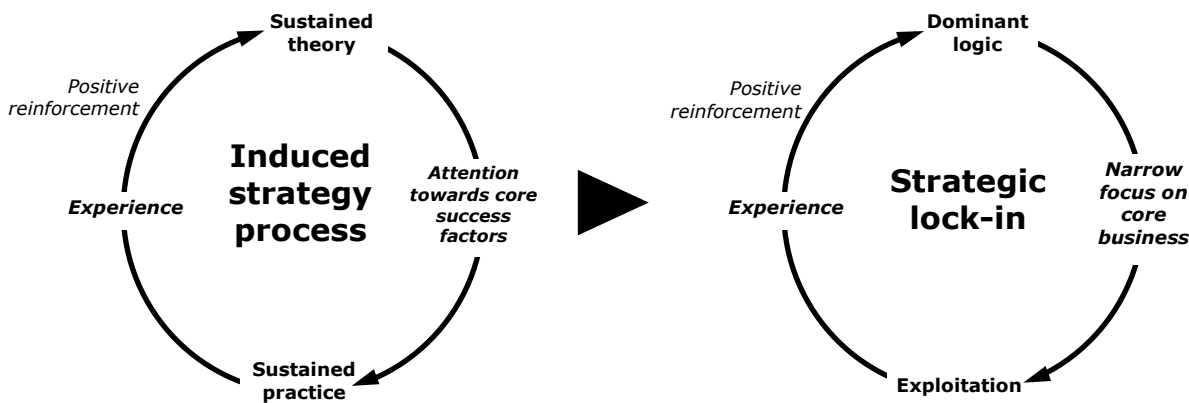 Sustained
theory
Positive
reinforcement
Induced
strategy
process
Attention
towards core
success
factors
Experience
Sustained
practice
Dominant
logic
Positive
reinforcement
Strategic
lock-in
Narrow
focus on
core
business
Experience
Exploitation